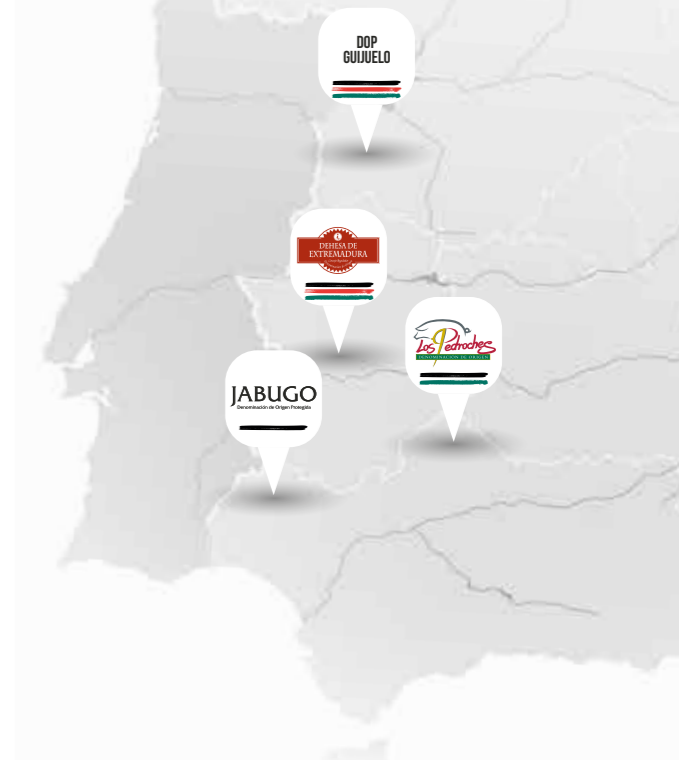 DOP
GUIJUELO
DEHESA DE
EXTREMADURA
Los Pedroches
DENOMINACIÓN DE ORIGEN
JABUGO
Denominación de Origen Protegida